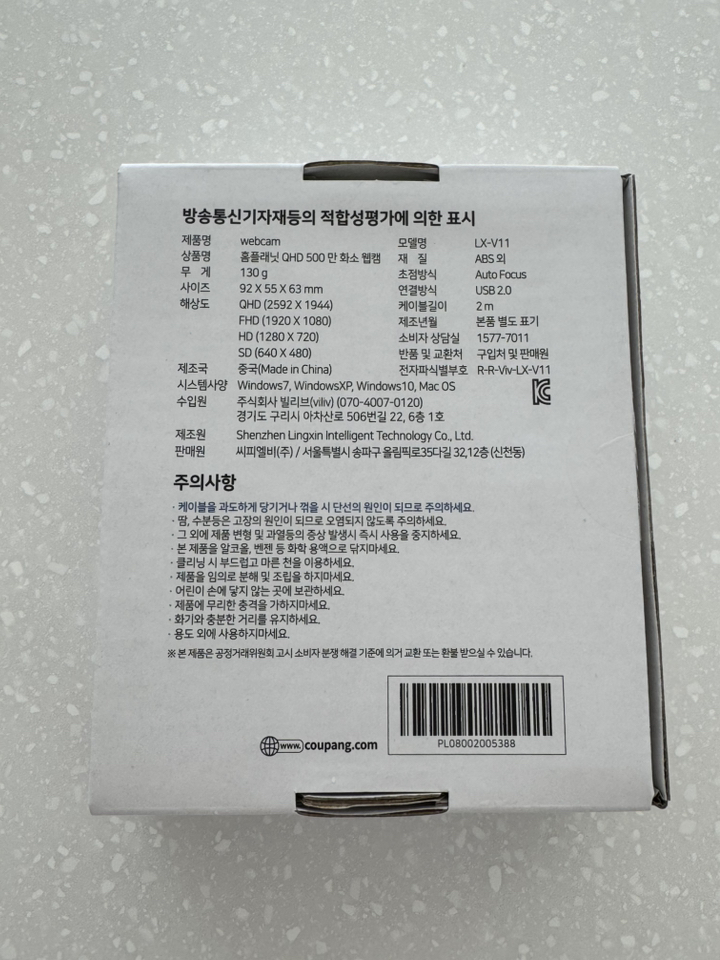 방송통신기자재등의 적합성평가에 의한 표시
제품명 webcam 모델명 LX-V11
상품명 홈플래닛 QHD 500 만 화소 웹캠 재 질 ABS 외
무 게 130 g 초점방식 Auto Focus
사이즈 92 X 55 X 63 mm 연결방식 USB 2.0
해상도 QHD (2592 X 1944) 케이블길이 2 m
FHD (1920 X 1080) 제조년월 본품 별도 표기
HD (1280 X 720) 소비자 상담실 1577-7011
SD (640 X 480) 반품 및 교환처 구입처 및 판매원
제조국 중국(Made in China) 전자파식별부호 R-R-Viv-LX-V11
시스템사양 Windows7, WindowsXP, Windows10, Mac OS
수입원 주식회사 빌리브(viliv) (070-4007-0120)
경기도 구리시 아차산로 506번길 22, 6층 1호
제조원 Shenzhen Lingxin Intelligent Technology Co., Ltd.
판매원 씨피엘비(주) / 서울특별시 송파구 올림픽로35다길 32,12층 (신천동)
주의사항
· 케이블을 과도하게 당기거나 꺾을 시 단선의 원인이 되므로 주의하세요.
· 땀, 수분등은 고장의 원인이 되므로 오염되지 않도록 주의하세요.
· 그 외에 제품 변형 및 과열등의 증상 발생시 즉시 사용을 중지하세요.
· 본 제품을 알코올, 벤젠 등 화학 용액으로 닦지마세요.
· 클리닝 시 부드럽고 마른 천을 이용하세요.
· 제품을 임의로 분해 및 조립을 하지마세요.
· 어린이 손에 닿지 않는 곳에 보관하세요.
· 제품에 무리한 충격을 가하지마세요.
· 화기와 충분한 거리를 유지하세요.
· 용도 외에 사용하지마세요.
※ 본 제품은 공정거래위원회 고시 소비자 분쟁 해결 기준에 의거 교환 또는 환불 받으실 수 있습니다.
www. coupang.com
PL08002005388